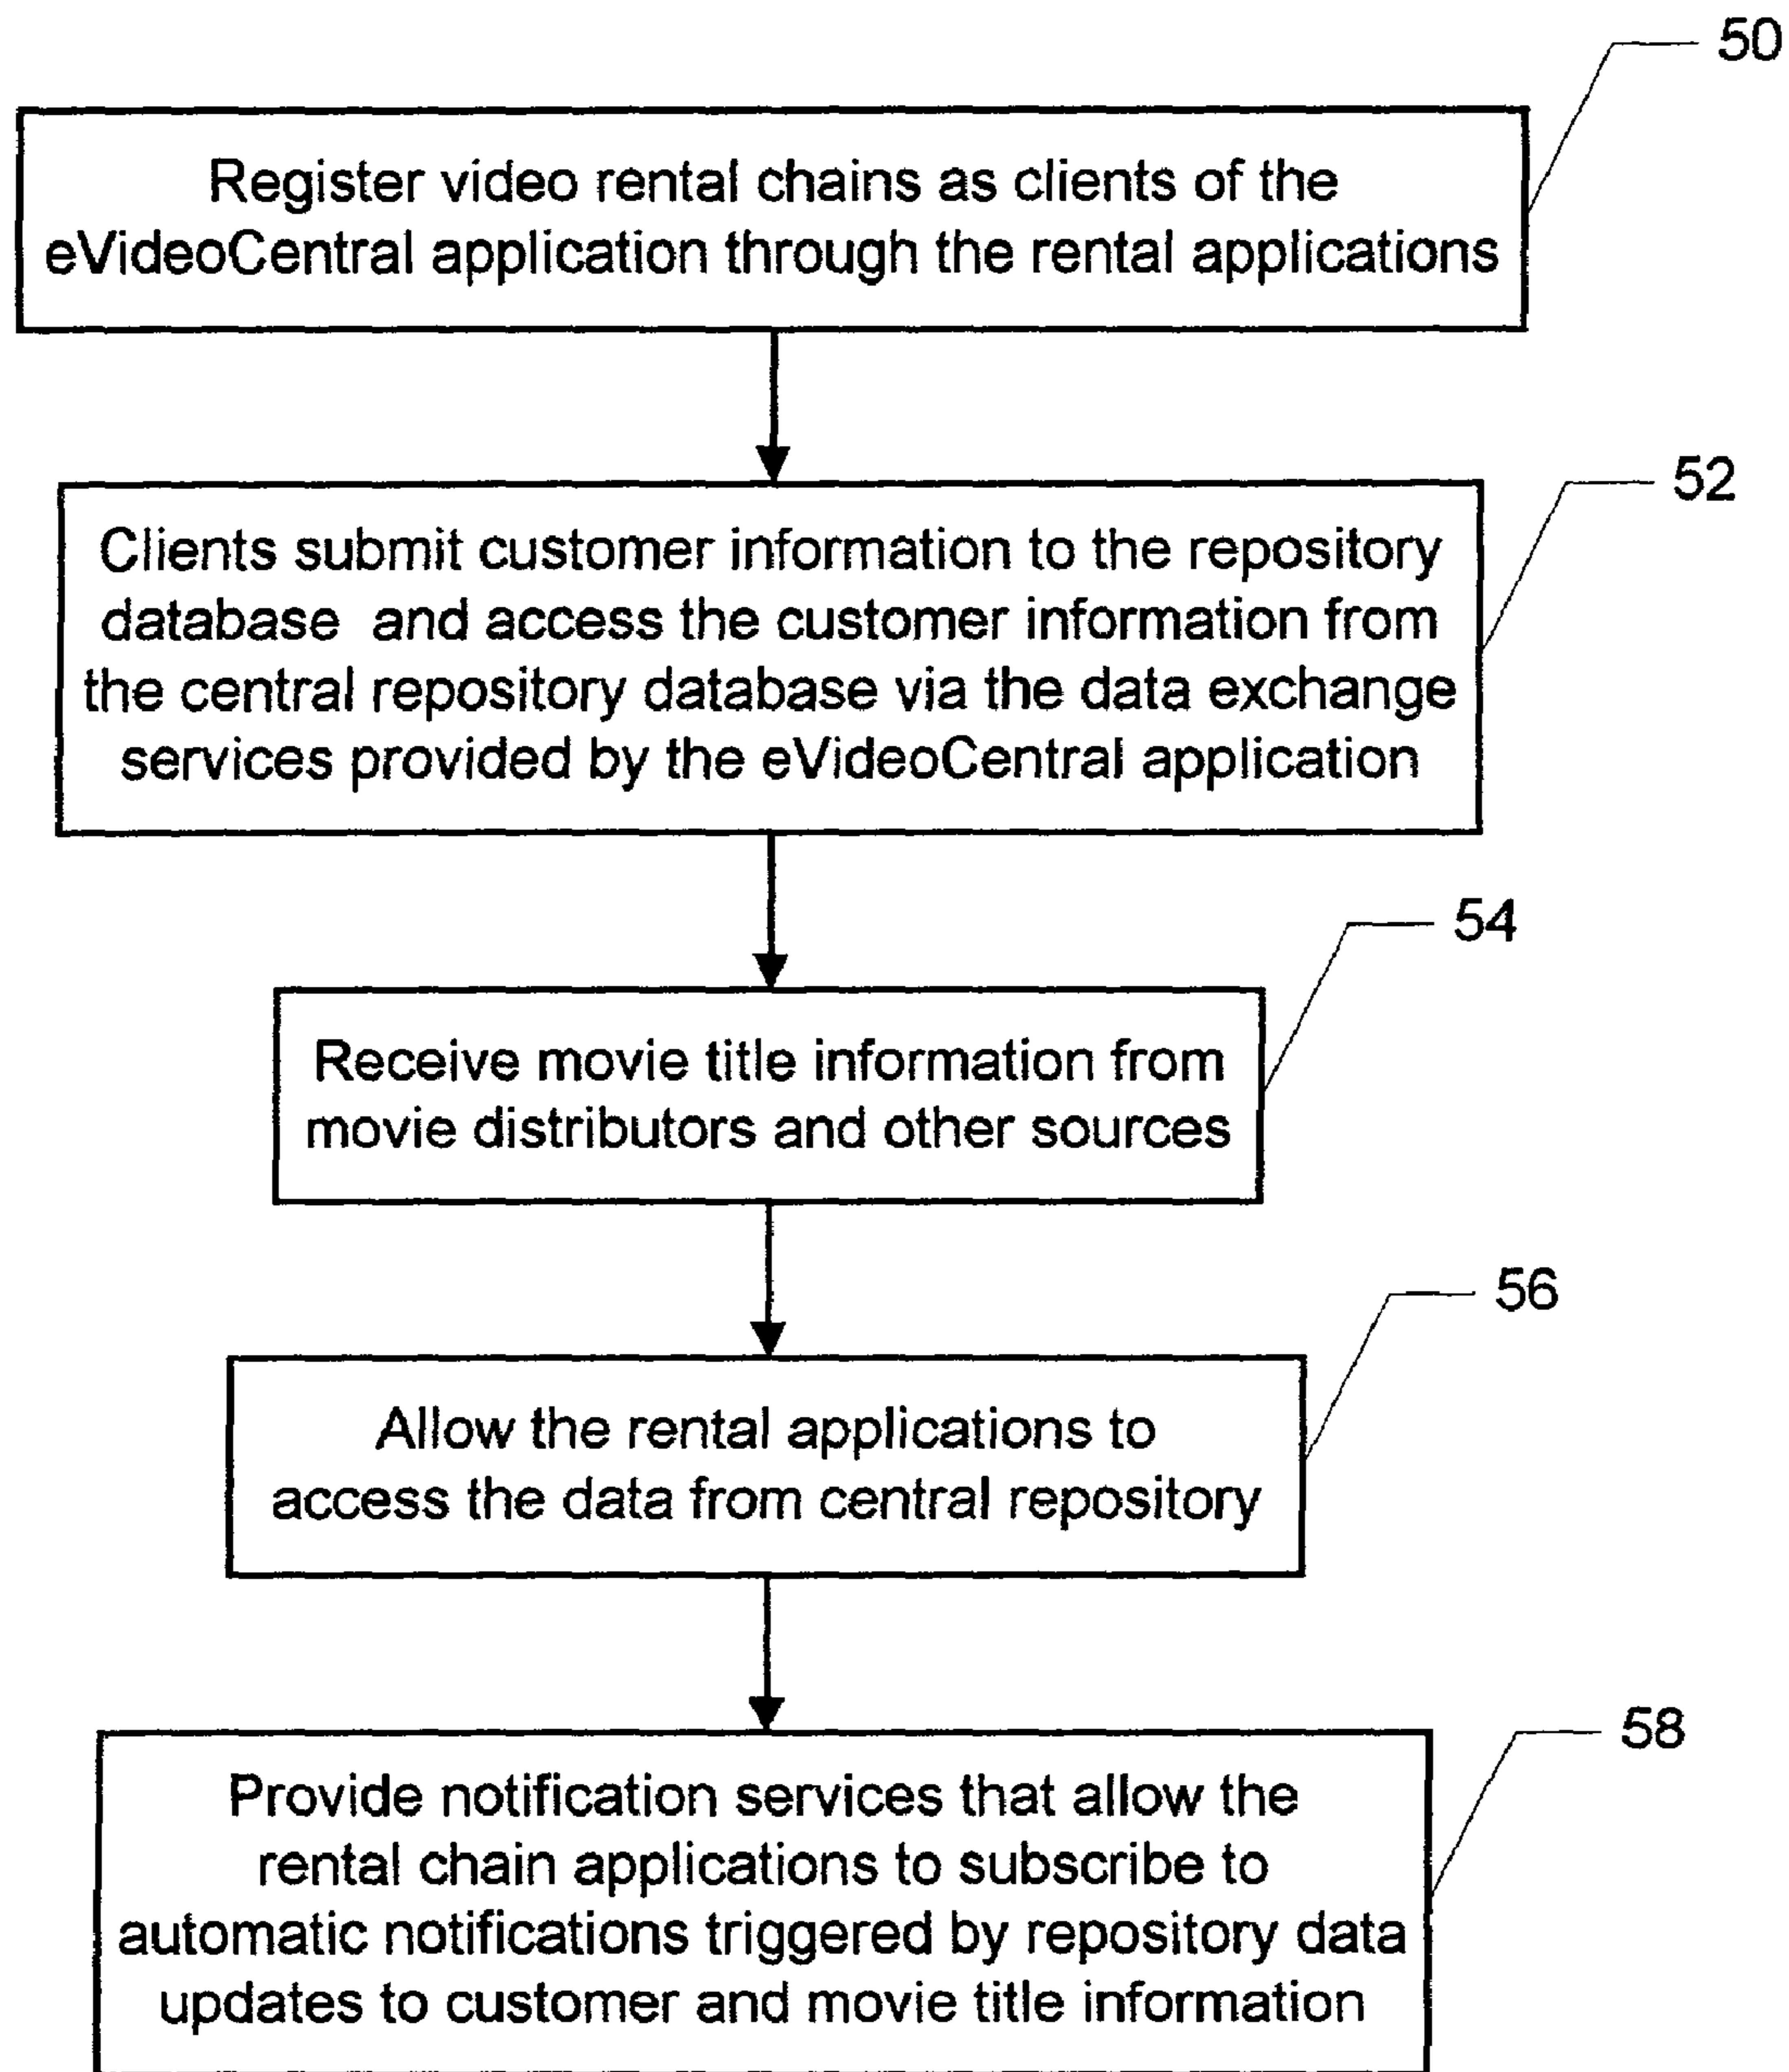 50
Register video rental chains as clients of the
eVideoCentral application through the rental applications
52
Clients submit customer information to the repository
database and access the customer information from
the central repository database via the data exchange
services provided by the eVideoCentral application
54
Receive movie title information from
movie distributors and other sources
56
Allow the rental applications to
access the data from central repository
58
Provide notification services that allow the
rental chain applications to subscribe to
automatic notifications triggered by repository data
updates to customer and movie title information